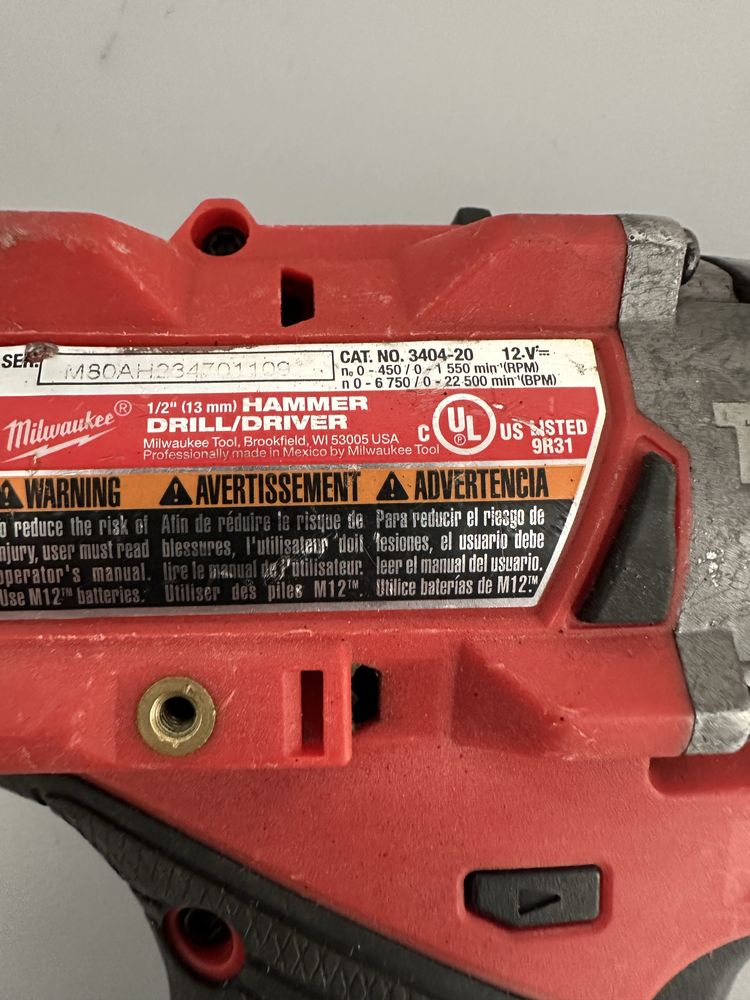 SER. M80AH234701109
CAT. NO. 3404-20 12 V⎓
n₀ 0 - 450 / 0 - 1 550 min⁻¹(RPM)
n 0 - 6 750 / 0 - 22 500 min⁻¹(BPM)
Milwaukee®
1/2" (13 mm) HAMMER
DRILL/DRIVER
Milwaukee Tool, Brookfield, WI 53005 USA
Professionally made in Mexico by Milwaukee Tool
C UL® US LISTED
9R31
WARNING
reduce the risk of
injury, user must read
operator's manual.
Use M12™ batteries.
AVERTISSEMENT
Afin de réduire le risque de
blessures, l'utilisateur doit
lire le manuel de l'utilisateur.
Utiliser des piles M12™.
ADVERTENCIA
Para reducir el riesgo de
lesiones, el usuario debe
leer el manual del usuario.
Utilice baterías de M12™.